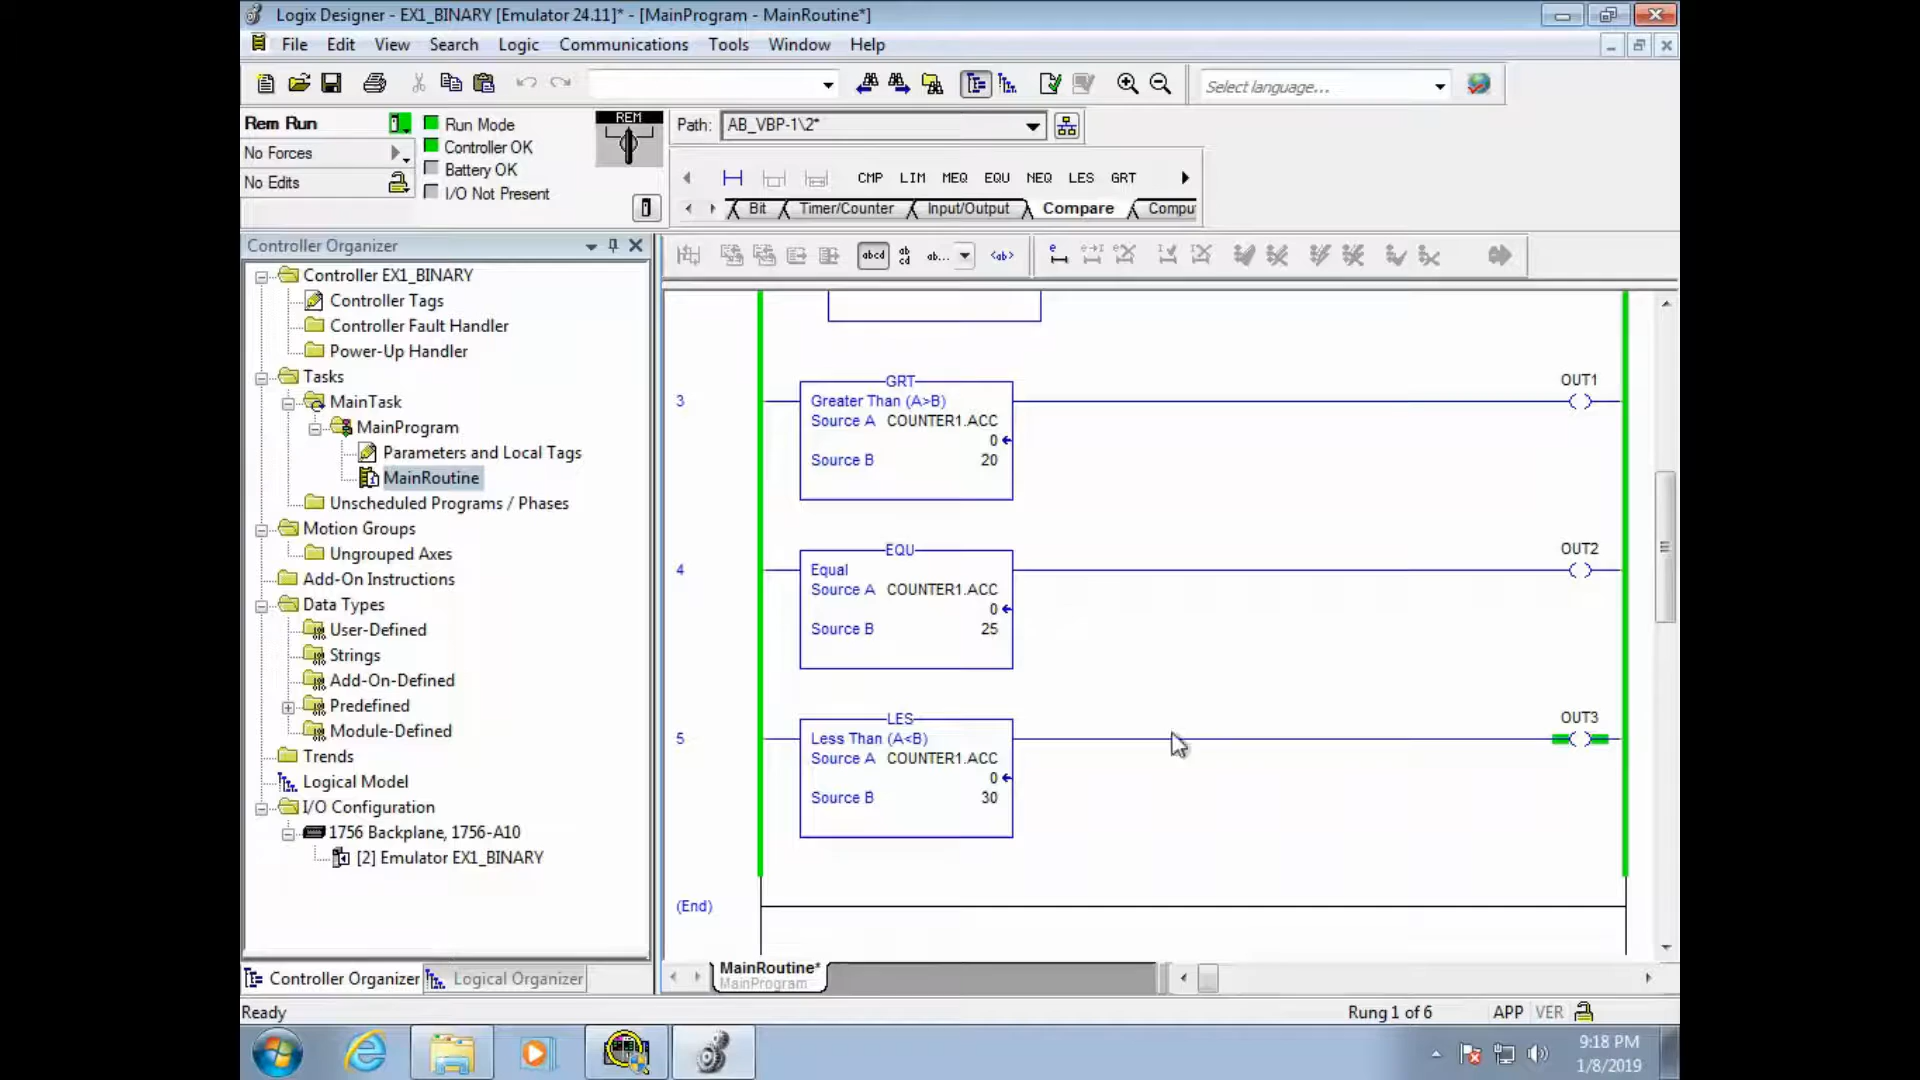 Logix Designer - EX1_BINARY [Emulator 24.11]* - [MainProgram - MainRoutine*]
File Edit View Search Logic Communications Tools Window Help
Select language...
Rem Run
No Forces
No Edits
Run Mode
Controller OK
Battery OK
I/O Not Present
REM
Path: AB_VBP-1\2*
CMP LIM MEQ EQU NEQ LES GRT
Bit Timer/Counter Input/Output Compare Compu
Controller Organizer
abcd
ab
cd
ab...
<ab>
Controller EX1_BINARY
Controller Tags
Controller Fault Handler
Power-Up Handler
Tasks
MainTask
MainProgram
Parameters and Local Tags
MainRoutine
Unscheduled Programs / Phases
Motion Groups
Ungrouped Axes
Add-On Instructions
Data Types
User-Defined
Strings
Add-On-Defined
Predefined
Module-Defined
Trends
Logical Model
I/O Configuration
1756 Backplane, 1756-A10
[2] Emulator EX1_BINARY
Controller Organizer Logical Organizer
3
GRT
Greater Than (A>B)
Source A COUNTER1.ACC
0
Source B 20
OUT1
4
EQU
Equal
Source A COUNTER1.ACC
0
Source B 25
OUT2
5
LES
Less Than (A<B)
Source A COUNTER1.ACC
0
Source B 30
OUT3
(End)
MainRoutine*
MainProgram
Ready
Rung 1 of 6
APP VER
9:18 PM
1/8/2019